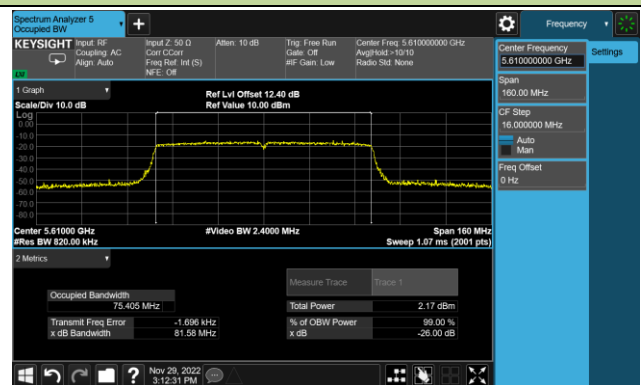 Spectrum Analyzer 5
Occupied BW
Frequency
KEYSIGHT
Input: RF
Coupling: AC
Align: Auto
Input Z: 50 Ω
Corr CCorr
Freq Ref: Int (S)
NFE: Off
Atten: 10 dB
Trig: Free Run
Gate: Off
#IF Gain: Low
Center Freq: 5.610000000 GHz
Avg|Hold:>10/10
Radio Std: None
LXI
Center Frequency
5.610000000 GHz
Settings
Span
160.00 MHz
CF Step
16.000000 MHz
Auto
Man
Freq Offset
0 Hz
1 Graph
Scale/Div 10.0 dB
Ref Lvl Offset 12.40 dB
Ref Value 10.00 dBm
Log
0.00
-10.0
-20.0
-30.0
-40.0
-50.0
-60.0
-70.0
-80.0
Center 5.61000 GHz
#Res BW 820.00 kHz
#Video BW 2.4000 MHz
Span 160 MHz
Sweep 1.07 ms (2001 pts)
2 Metrics
Measure Trace
Trace 1
Occupied Bandwidth
75.405 MHz
Total Power
2.17 dBm
Transmit Freq Error
-1.696 kHz
% of OBW Power
99.00 %
x dB Bandwidth
81.58 MHz
x dB
-26.00 dB
?
Nov 29, 2022
3:12:31 PM